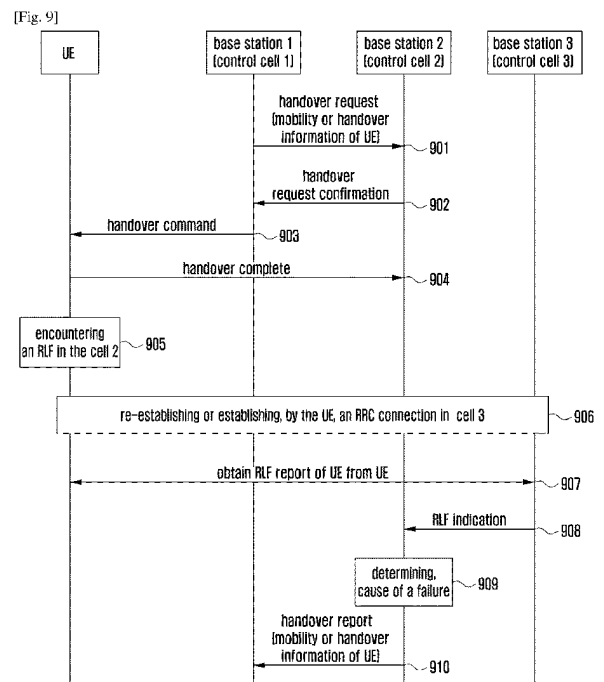 [Fig. 9]
UE
base station 1
(control cell 1)
base station 2
(control cell 2)
base station 3
(control cell 3)
handover request
(mobility or handover
information of UE)
901
handover
request confirmation
902
handover command
903
handover complete
904
encountering
an RLF in the cell 2
905
re-establishing or establishing, by the UE, an RRC connection in cell 3
906
obtain RLF report of UE from UE
907
RLF indication
908
determining,
cause of a failure
909
handover report
(mobility or handover
information of UE)
910